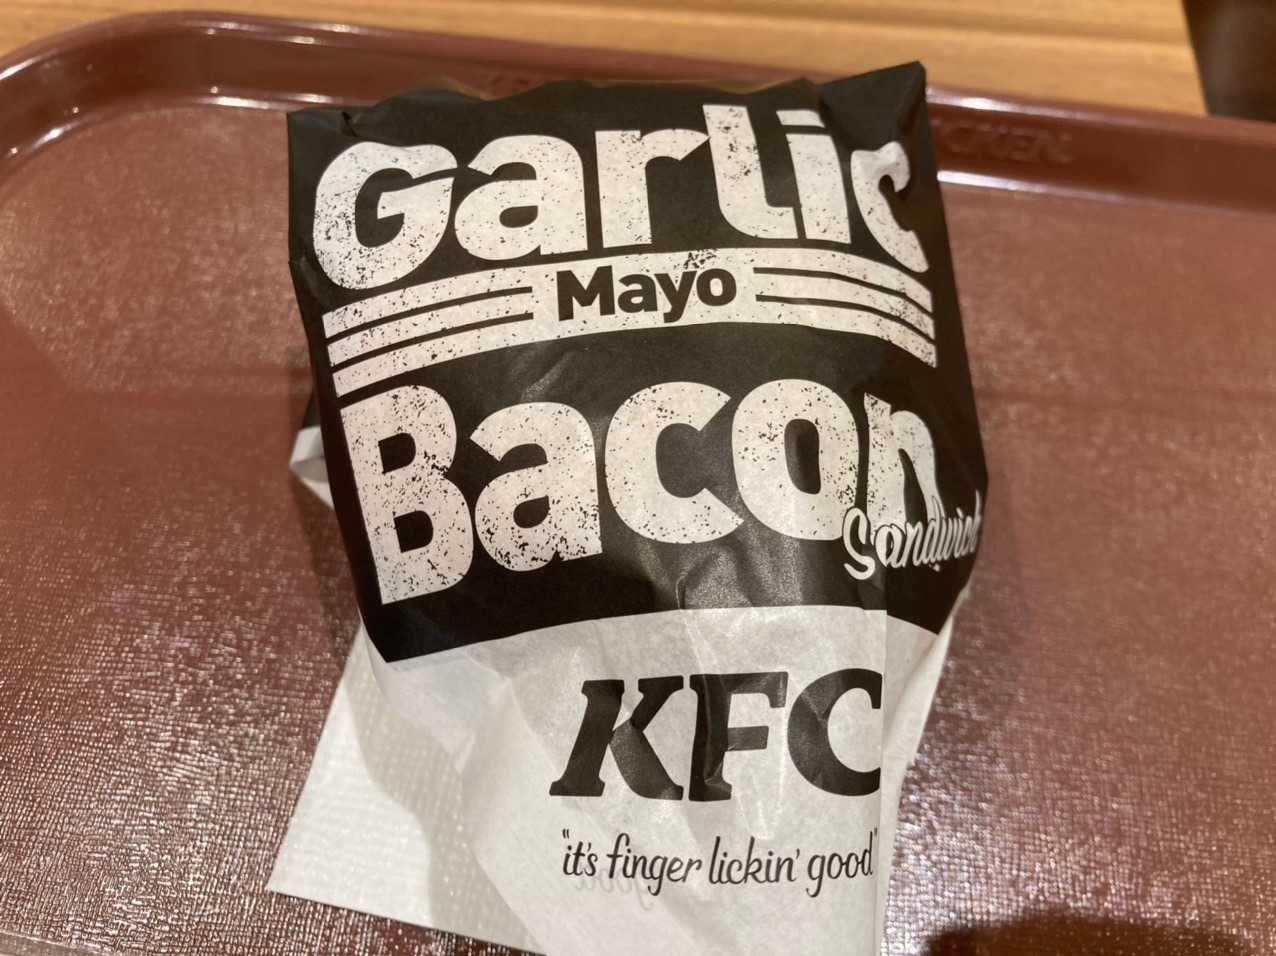 Garlic
Mayo
Bacon
Sandwich
KFC
"it's finger lickin' good"